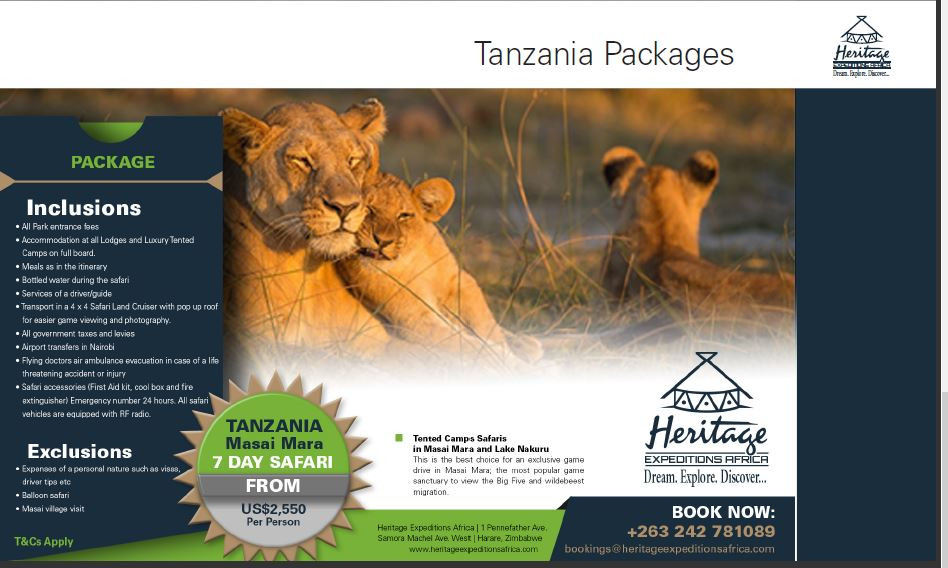 Tanzania Packages
Heritage
EXPEDITIONS AFRICA
Dream. Explore. Discover...
PACKAGE
Inclusions
• All Park entrance fees
• Accommodation at all Lodges and Luxury Tented
Camps on full board.
• Meals as in the itinerary
• Bottled water during the safari
• Services of a driver/guide
• Transport in a 4 x 4 Safari Land Cruiser with pop up roof
for easier game viewing and photography.
• All government taxes and levies
• Airport transfers in Nairobi
• Flying doctors air ambulance evacuation in case of a life
threatening accident or injury
• Safari accessories (First Aid kit, cool box and fire
extinguisher) Emergency number 24 hours. All safari
vehicles are equipped with RF radio.
Exclusions
• Expenses of a personal nature such as visas,
driver tips etc
• Balloon safari
• Masai village visit
T&Cs Apply
TANZANIA
Masai Mara
7 DAY SAFARI
FROM
US$2,550
Per Person
Tented Camps Safaris
in Masai Mara and Lake Nakuru
This is the best choice for an exclusive game
drive in Masai Mara; the most popular game
sanctuary to view the Big Five and wildebeest
migration.
Heritage
EXPEDITIONS AFRICA
Dream. Explore. Discover...
Heritage Expeditions Africa | 1 Pennefather Ave.
Samora Machel Ave. West | Harare, Zimbabwe
www.heritageexpeditionsafrica.com
BOOK NOW:
+263 242 781089
bookings@heritageexpeditionsafrica.com